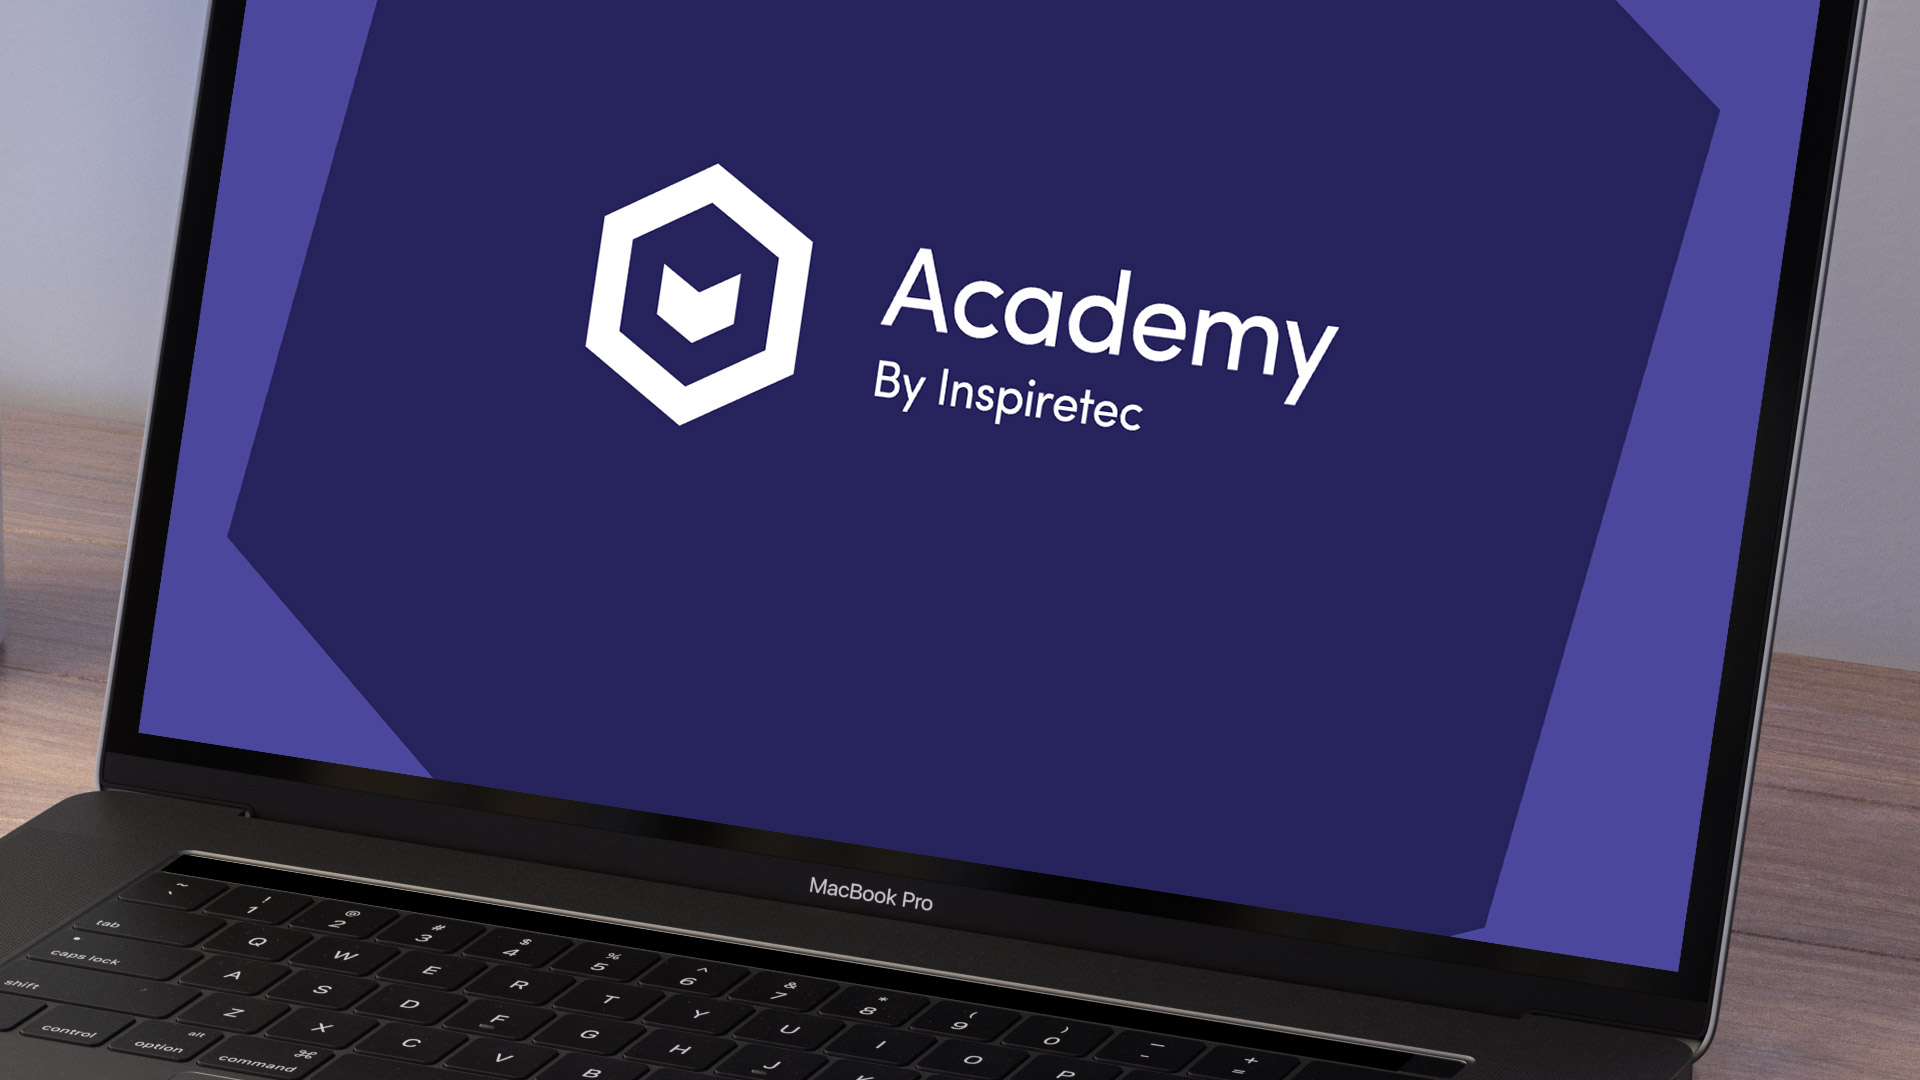 Academy
By Inspiretec
MacBook Pro
~ ` ! 1 @ 2 # 3 $ 4 % 5 ^ 6 & 7 * 8 ( 9 ) 0 — - + =
tab Q W E R T Y U I O P
caps lock A S D F G H J K
shift Z X C V B
control alt option ⌘ command